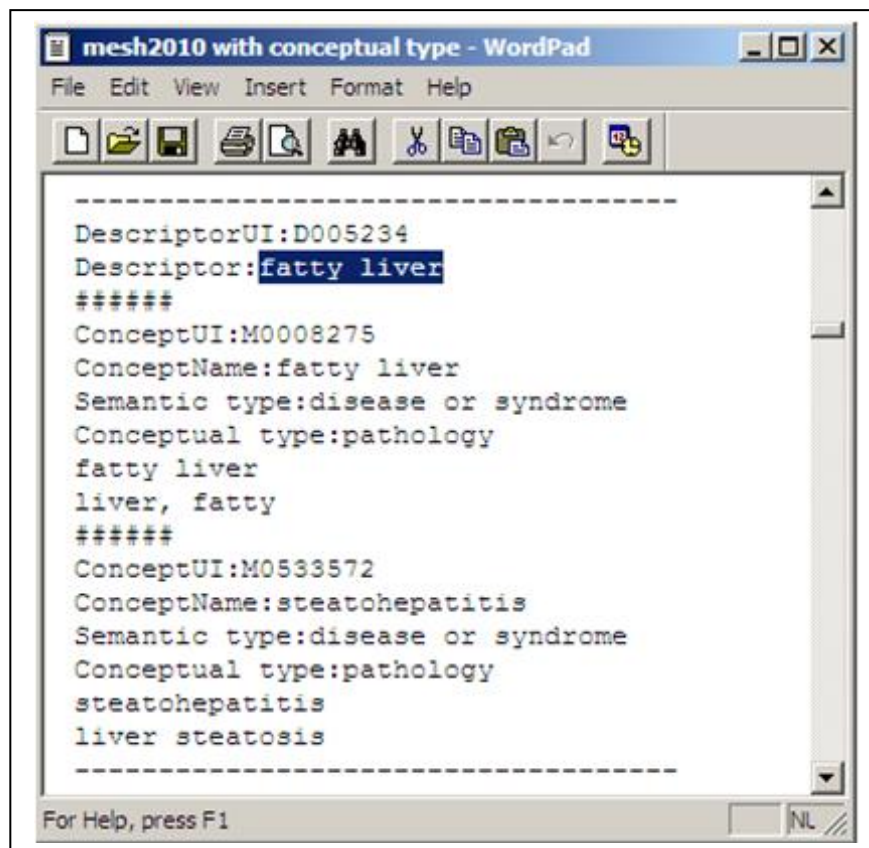 mesh2010 with conceptual type - WordPad
File Edit View Insert Format Help
-------------------------------------
DescriptorUI:D005234
Descriptor:fatty liver
######
ConceptUI:M0008275
ConceptName:fatty liver
Semantic type:disease or syndrome
Conceptual type:pathology
fatty liver
liver, fatty
######
ConceptUI:M0533572
ConceptName:steatohepatitis
Semantic type:disease or syndrome
Conceptual type:pathology
steatohepatitis
liver steatosis
-------------------------------------
For Help, press F1 NL